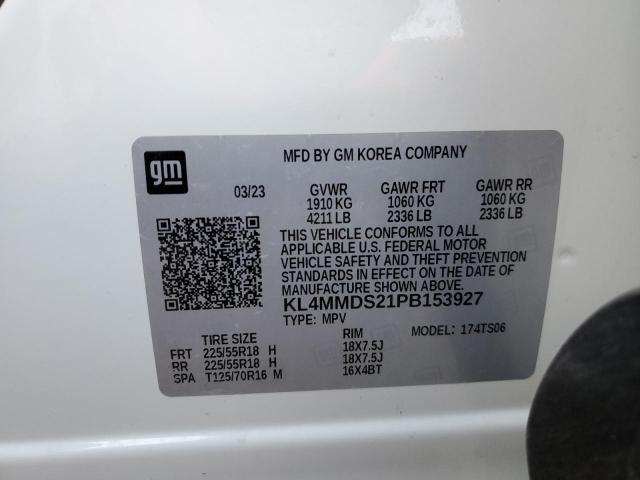 gm
MFD BY GM KOREA COMPANY
03/23 GVWR GAWR FRT GAWR RR
1910 KG 1060 KG 1060 KG
4211 LB 2336 LB 2336 LB
THIS VEHICLE CONFORMS TO ALL
APPLICABLE U.S. FEDERAL MOTOR
VEHICLE SAFETY AND THEFT PREVENTION
STANDARDS IN EFFECT ON THE DATE OF
MANUFACTURE SHOWN ABOVE.
KL4MMDS21PB153927
TYPE: MPV MODEL: 174TS06
TIRE SIZE RIM
FRT 225/55R18 H 18X7.5J
RR 225/55R18 H 18X7.5J
SPA T125/70R16 M 16X4BT